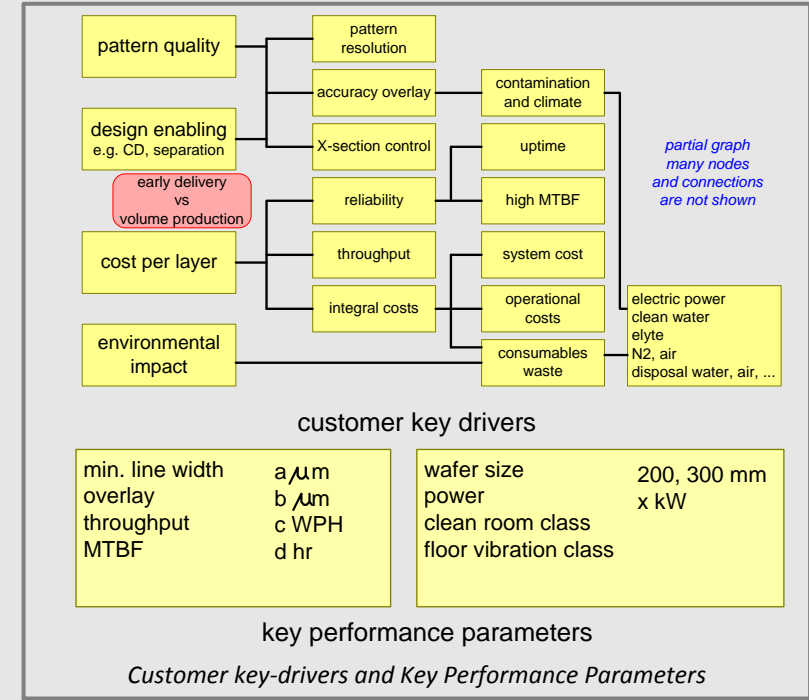 pattern quality
design enabling
e.g. CD, separation
early delivery
vs
volume production
cost per layer
environmental
impact
pattern
resolution
accuracy overlay
X-section control
reliability
throughput
integral costs
contamination
and climate
uptime
high MTBF
system cost
operational
costs
consumables
waste
partial graph
many nodes
and connections
are not shown
electric power
clean water
elyte
N2, air
disposal water, air, ...
customer key drivers
min. line width a μm
overlay b μm
throughput c WPH
MTBF d hr
wafer size 200, 300 mm
power x kW
clean room class
floor vibration class
key performance parameters
Customer key-drivers and Key Performance Parameters